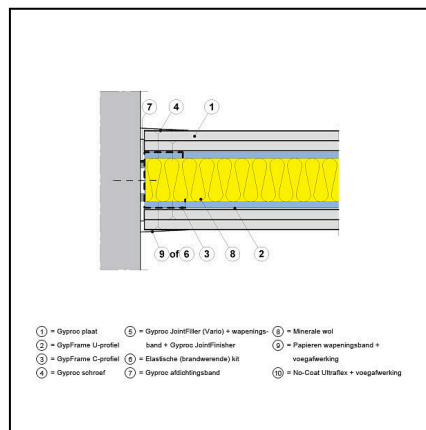 7 4 1
9 of 6 3 8 2
1 = Gyproc plaat
2 = GypFrame U-profiel
3 = GypFrame C-profiel
4 = Gyproc schroef
5 = Gyproc JointFiller (Vario) + wapenings-
band + Gyproc JointFinisher
6 = Elastische (brandwerende) kit
7 = Gyproc afdichtingsband
8 = Minerale wol
9 = Papieren wapeningsband +
voegafwerking
10 = No-Coat Ultraflex + voegafwerking